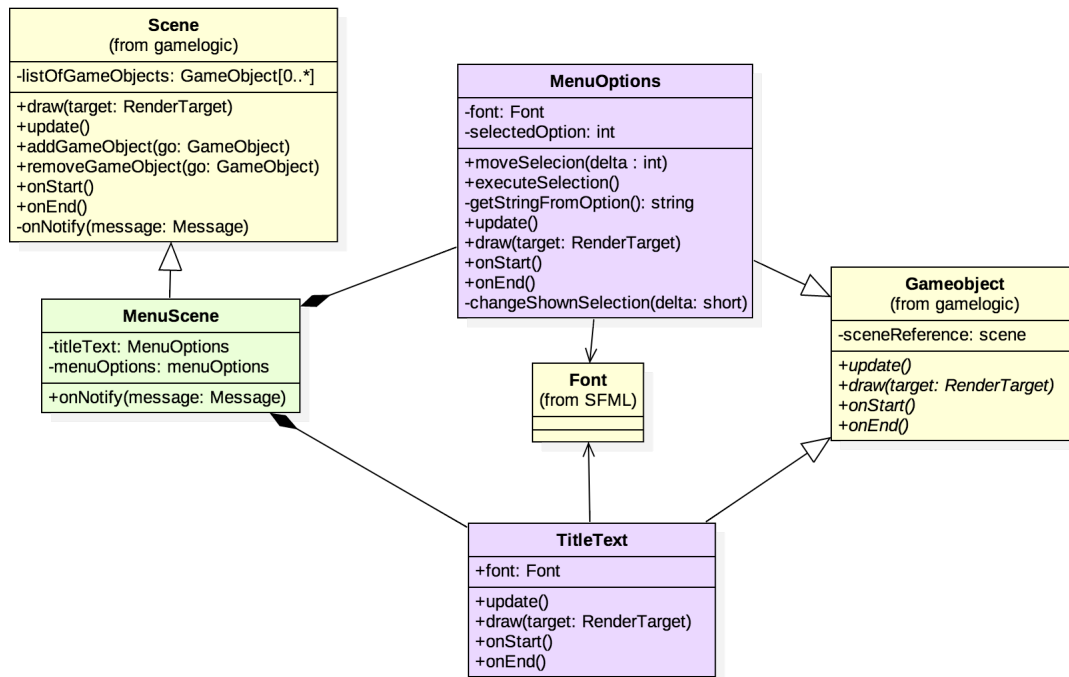 Scene
(from gamelogic)
-listOfGameObjects: GameObject[0..*]
+draw(target: RenderTarget)
+update()
+addGameObject(go: GameObject)
+removeGameObject(go: GameObject)
+onStart()
+onEnd()
-onNotify(message: Message)
MenuOptions
-font: Font
-selectedOption: int
+moveSelecion(delta : int)
+executeSelection()
-getStringFromOption(): string
+update()
+draw(target: RenderTarget)
+onStart()
+onEnd()
-changeShownSelection(delta: short)
MenuScene
-titleText: MenuOptions
-menuOptions: menuOptions
+onNotify(message: Message)
Gameobject
(from gamelogic)
-sceneReference: scene
+update()
+draw(target: RenderTarget)
+onStart()
+onEnd()
Font
(from SFML)
TitleText
+font: Font
+update()
+draw(target: RenderTarget)
+onStart()
+onEnd()